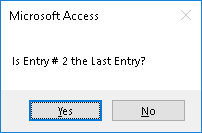 Microsoft Access
Is Entry # 2 the Last Entry?
Yes
No